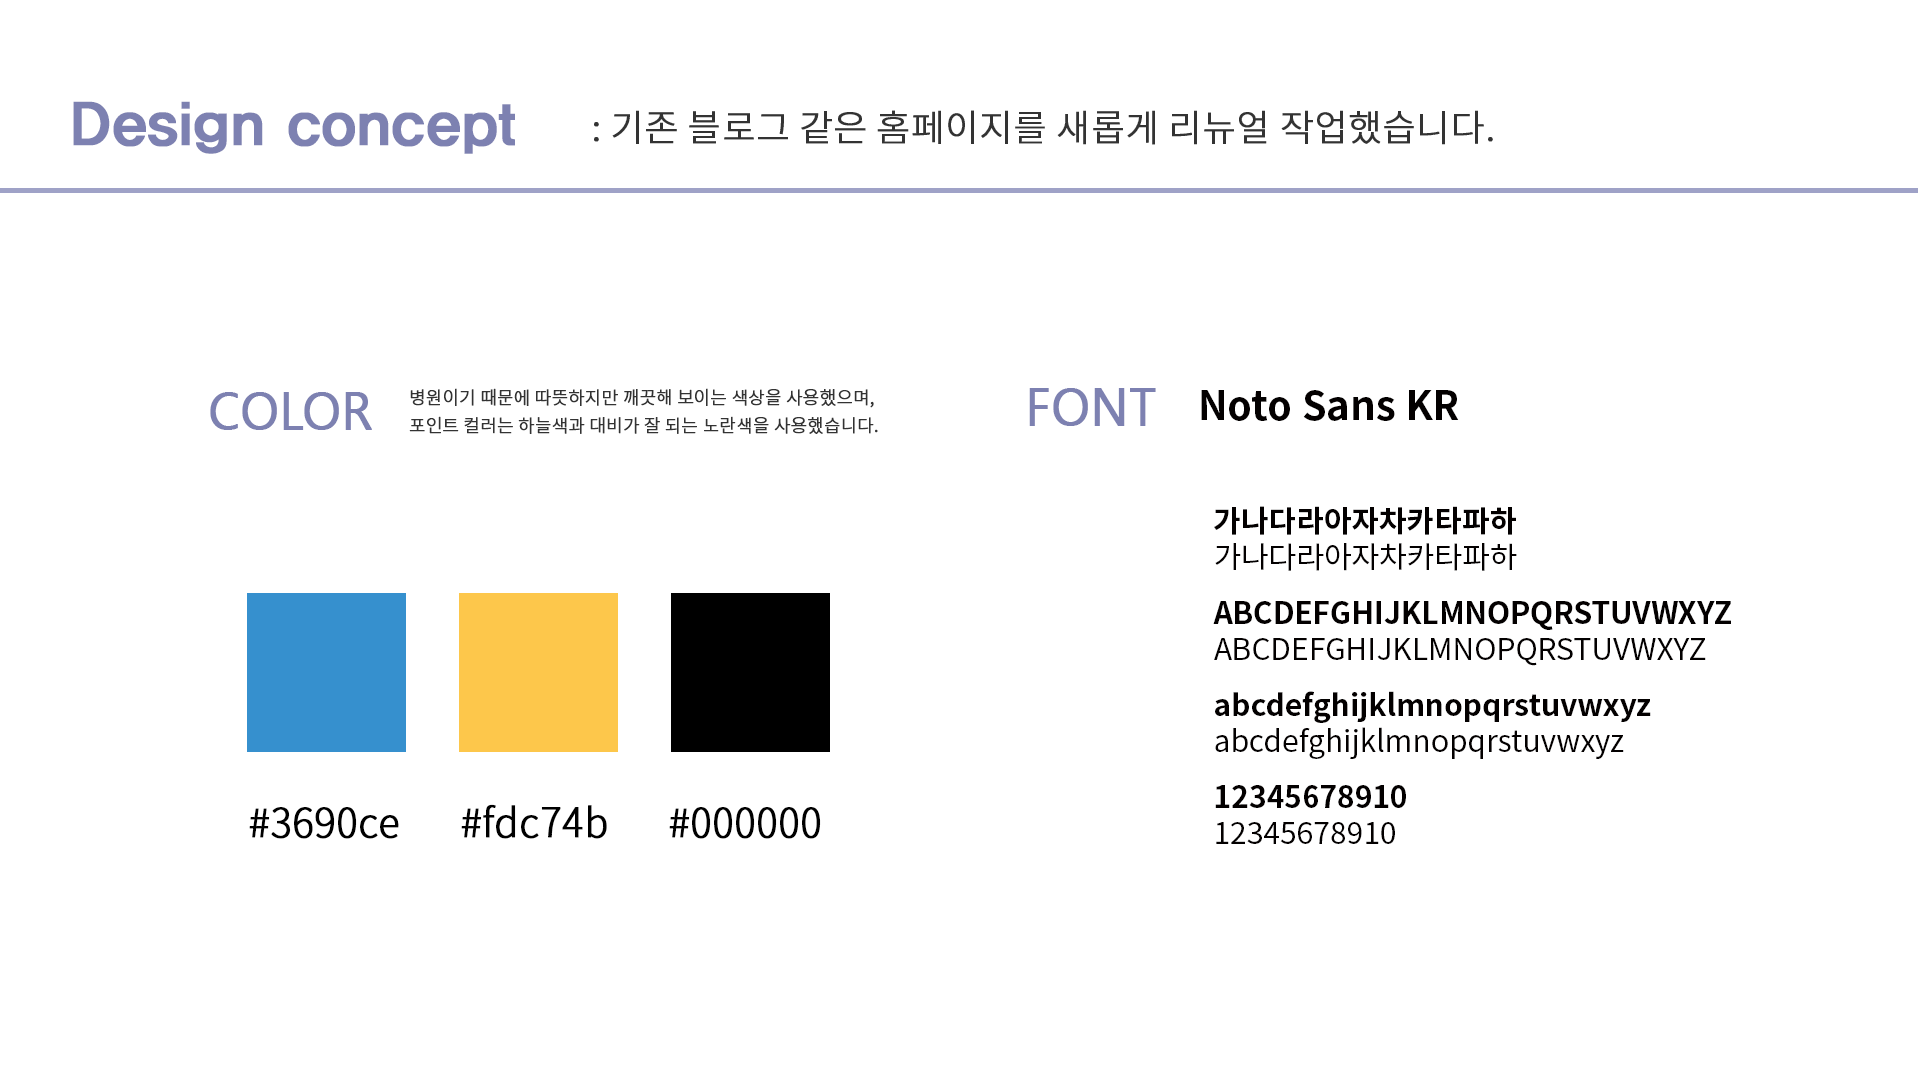 Design concept : 기존 블로그 같은 홈페이지를 새롭게 리뉴얼 작업했습니다.
COLOR
병원이기 때문에 따뜻하지만 깨끗해 보이는 색상을 사용했으며,
포인트 컬러는 하늘색과 대비가 잘 되는 노란색을 사용했습니다.
#3690ce #fdc74b #000000
FONT Noto Sans KR
가나다라아자차카타파하
가나다라아자차카타파하
ABCDEFGHIJKLMNOPQRSTUVWXYZ
ABCDEFGHIJKLMNOPQRSTUVWXYZ
abcdefghijklmnopqrstuvwxyz
abcdefghijklmnopqrstuvwxyz
12345678910
12345678910